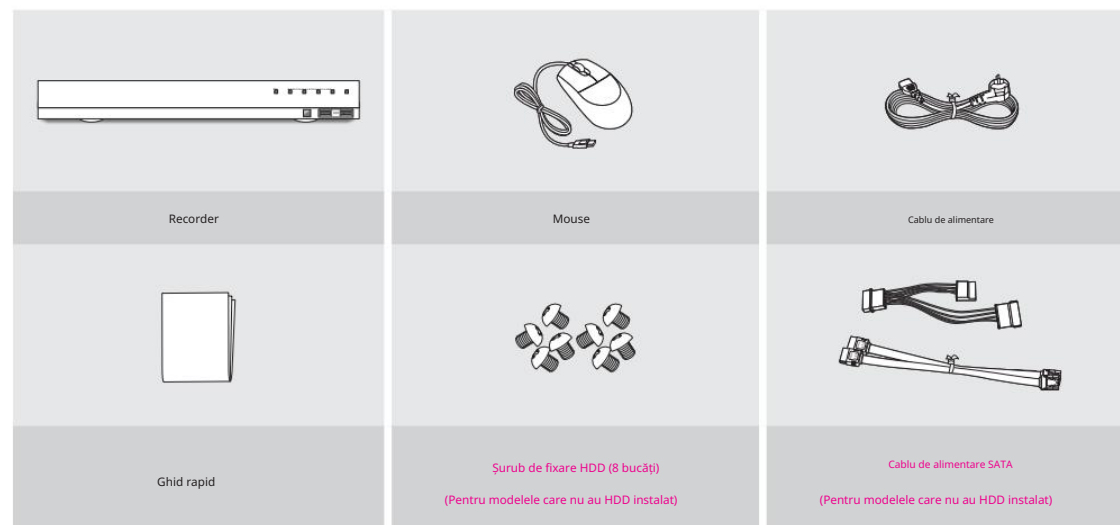 Recorder
Mouse
Cablu de alimentare
Ghid rapid
Șurub de fixare HDD (8 bucăți)
(Pentru modelele care nu au HDD instalat)
Cablu de alimentare SATA
(Pentru modelele care nu au HDD instalat)